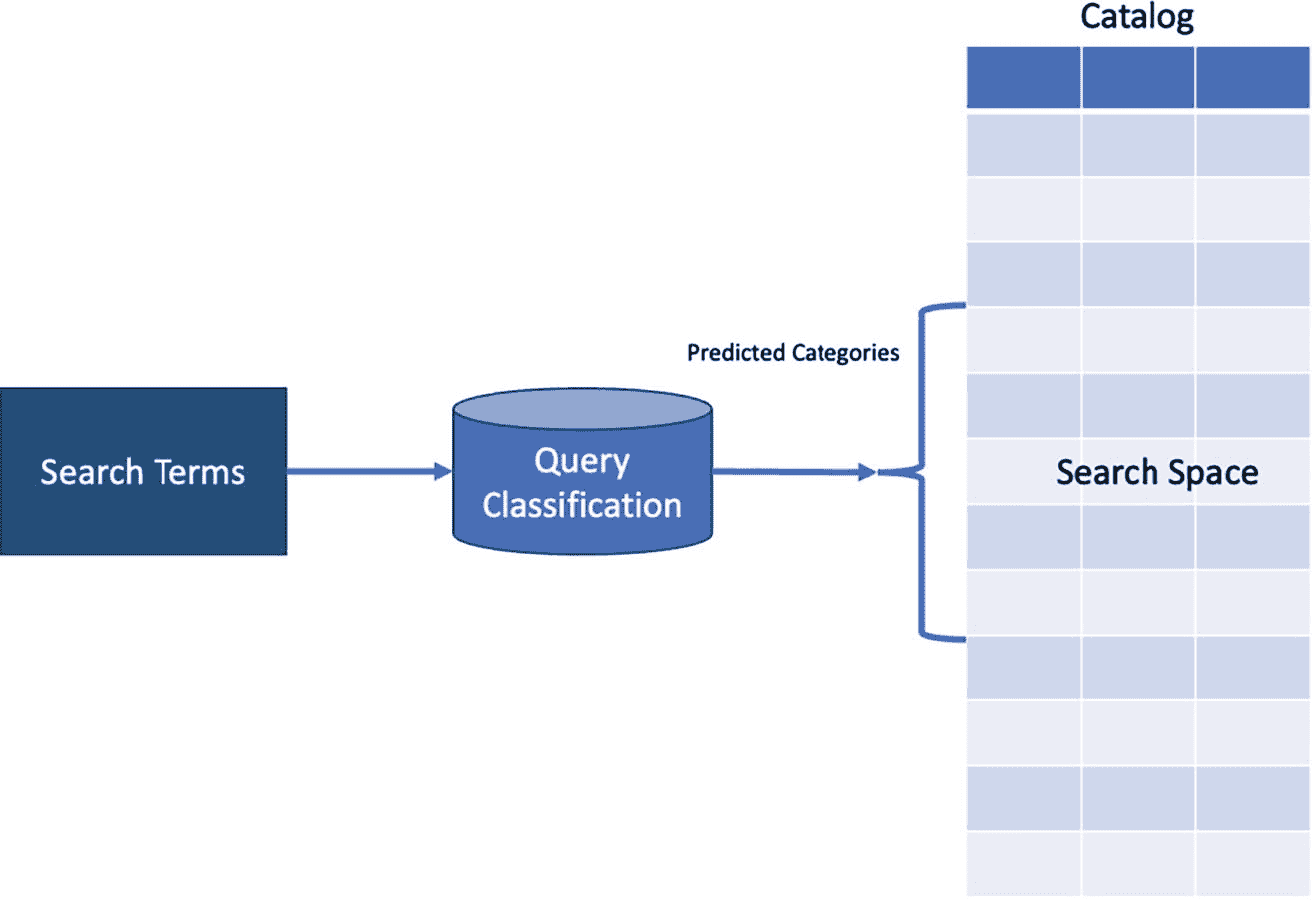 Catalog
Predicted Categories
Search Terms
Query
Classification
Search Space